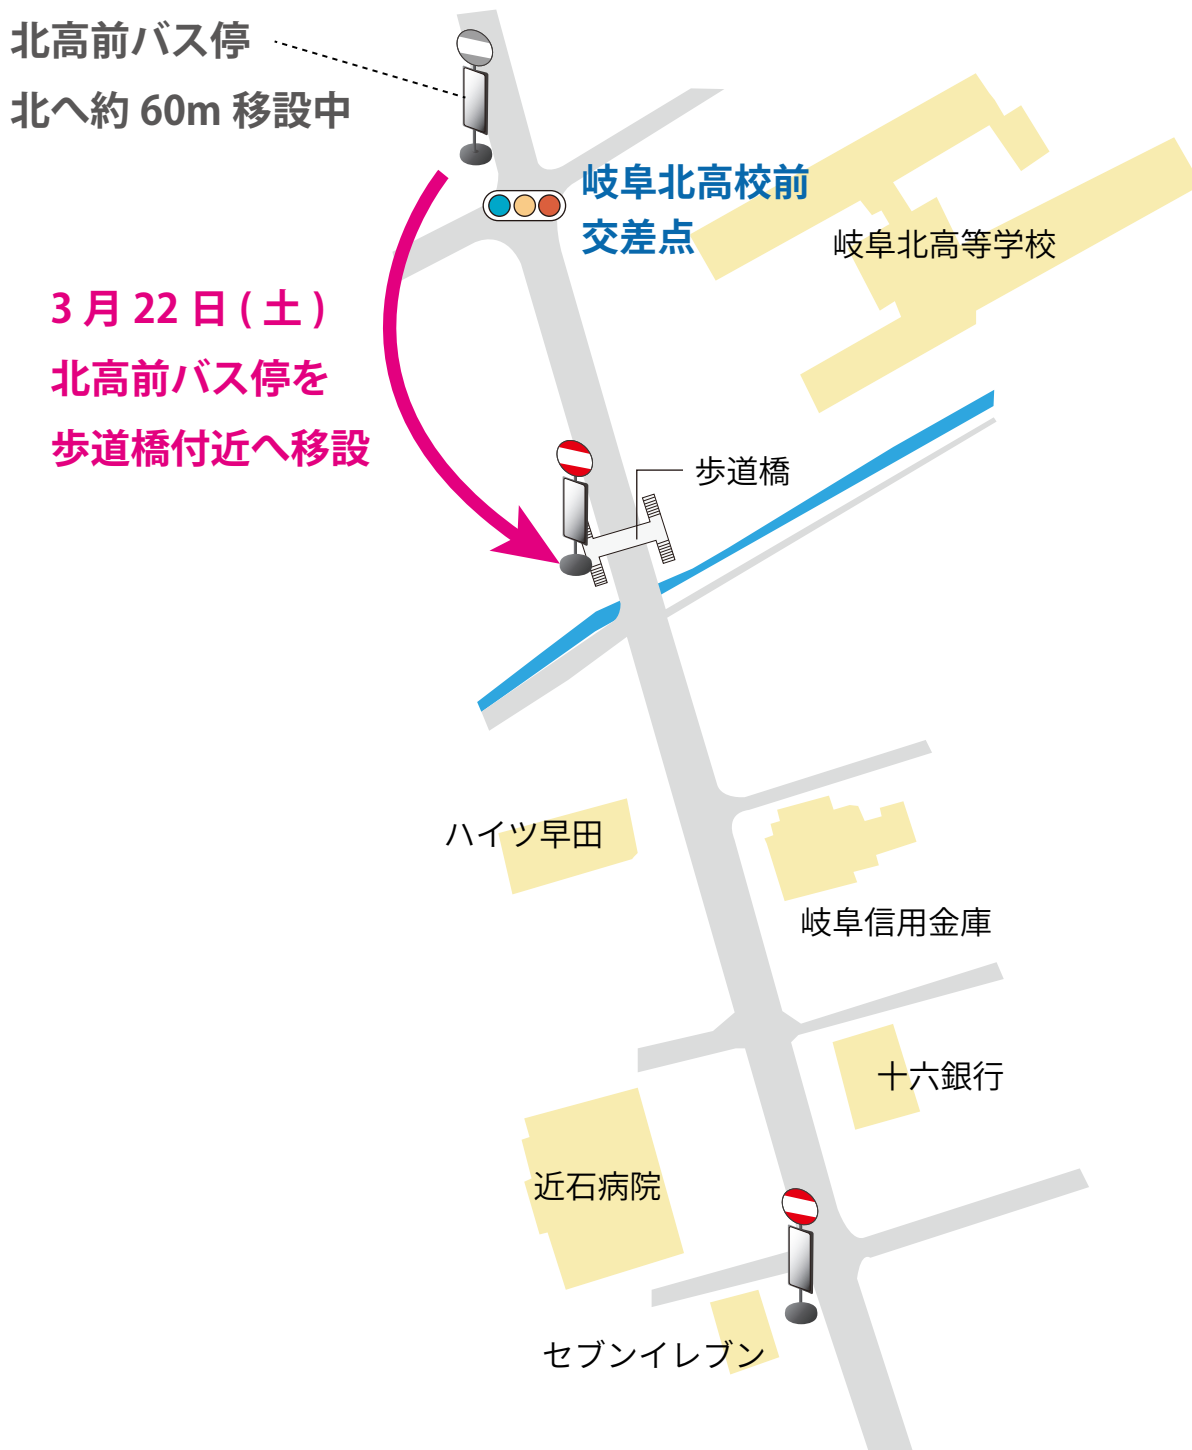 北高前バス停
北へ約 60m 移設中
岐阜北高校前
交差点
岐阜北高等学校
3 月 22 日 ( 土 )
北高前バス停を
歩道橋付近へ移設
歩道橋
ハイツ早田
岐阜信用金庫
十六銀行
近石病院
セブンイレブン